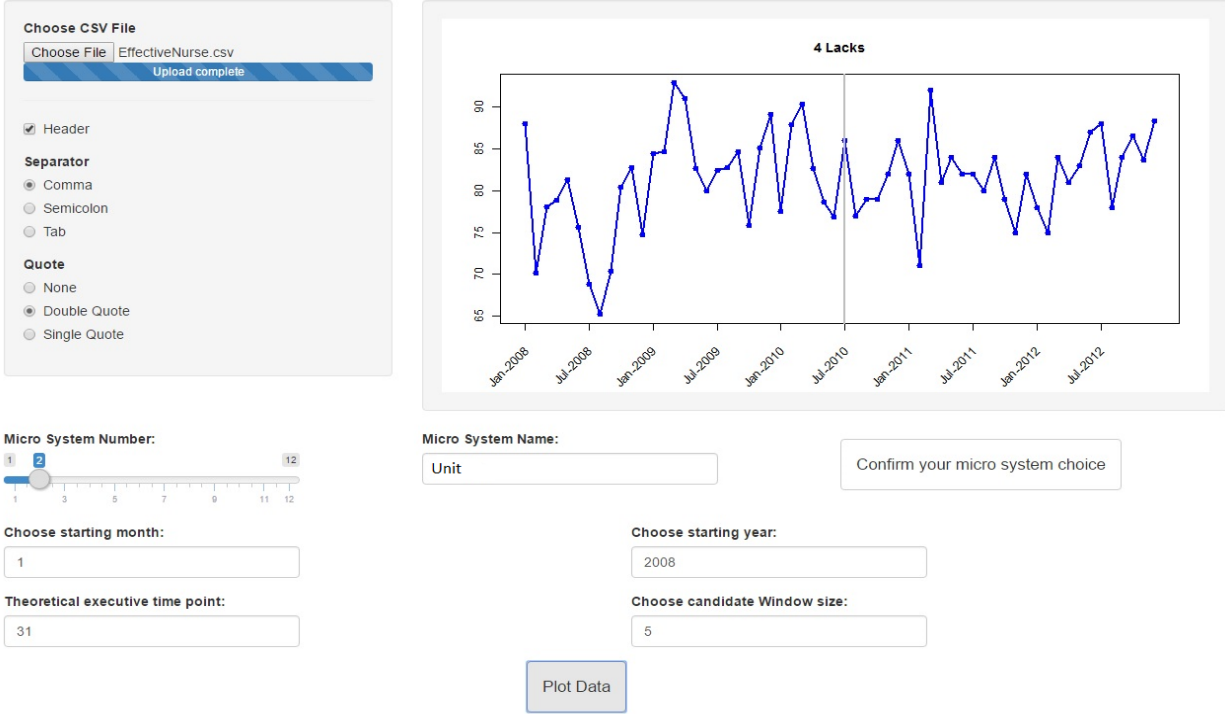 Choose CSV File
Choose File EffectiveNurse.csv
Upload complete
Header
Separator
Comma
Semicolon
Tab
Quote
None
Double Quote
Single Quote
4 Lacks
90
85
80
75
70
65
Jan-2008 Jul-2008 Jan-2009 Jul-2009 Jan-2010 Jul-2010 Jan-2011 Jul-2011 Jan-2012 Jul-2012
Micro System Number:
1 2 12
1 3 5 7 9 11 12
Micro System Name:
Unit
Confirm your micro system choice
Choose starting month:
1
Choose starting year:
2008
Theoretical executive time point:
31
Choose candidate Window size:
5
Plot Data